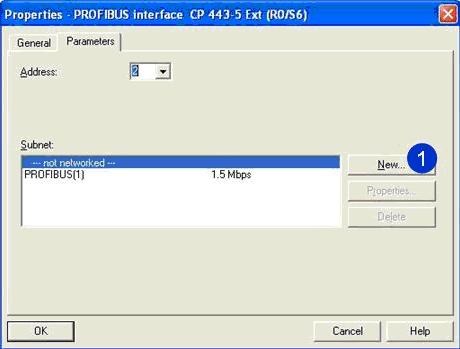 Properties - PROFIBUS interface CP 443-5 Ext (R0/S6)
General Parameters
Address: 2
Subnet:
--- not networked ---
PROFIBUS(1) 1.5 Mbps
New... 1
Properties...
Delete
OK Cancel Help